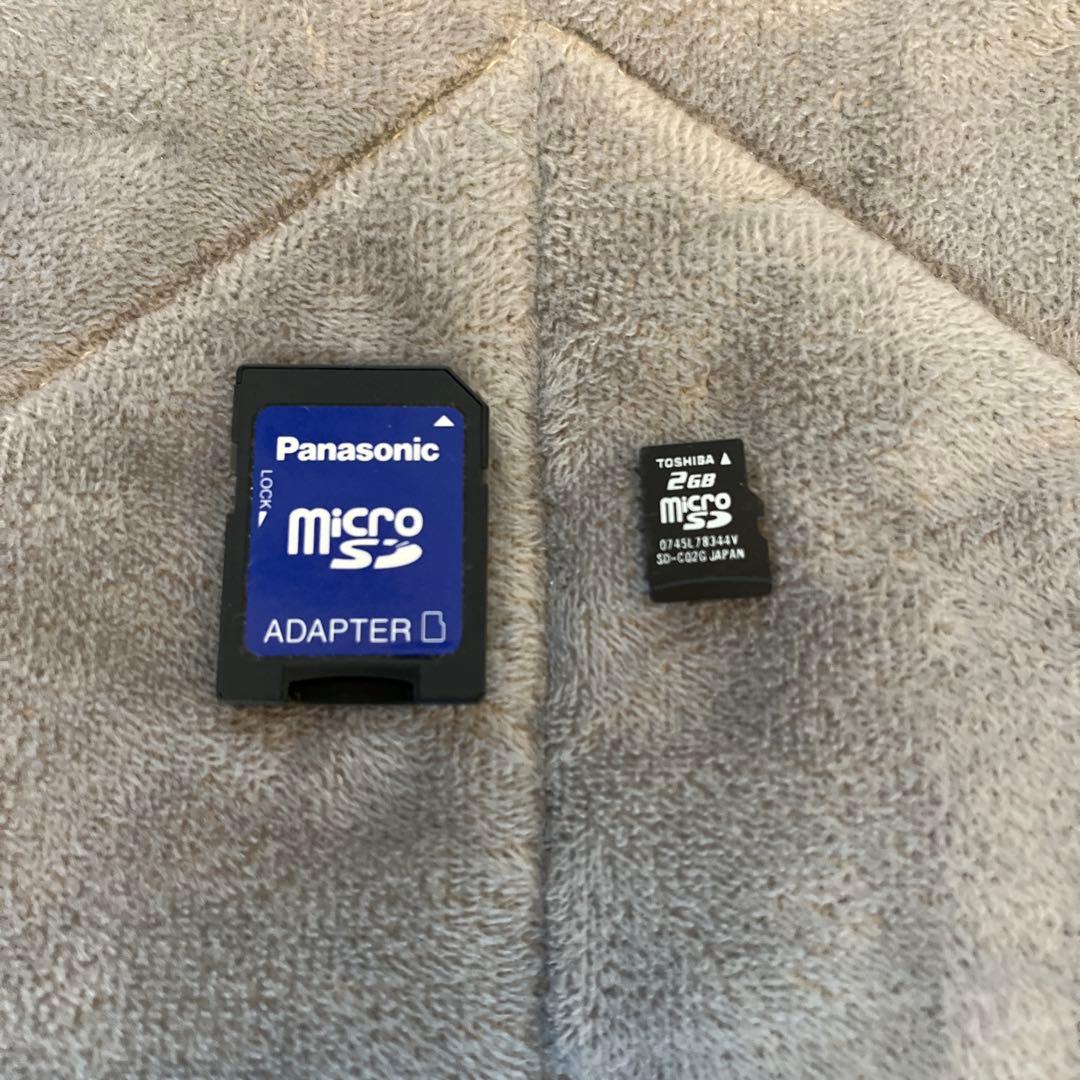 Panasonic
LOCK
micro
SD
ADAPTER
TOSHIBA
2GB
micro
SD
0745L78344V
SD-C02G JAPAN